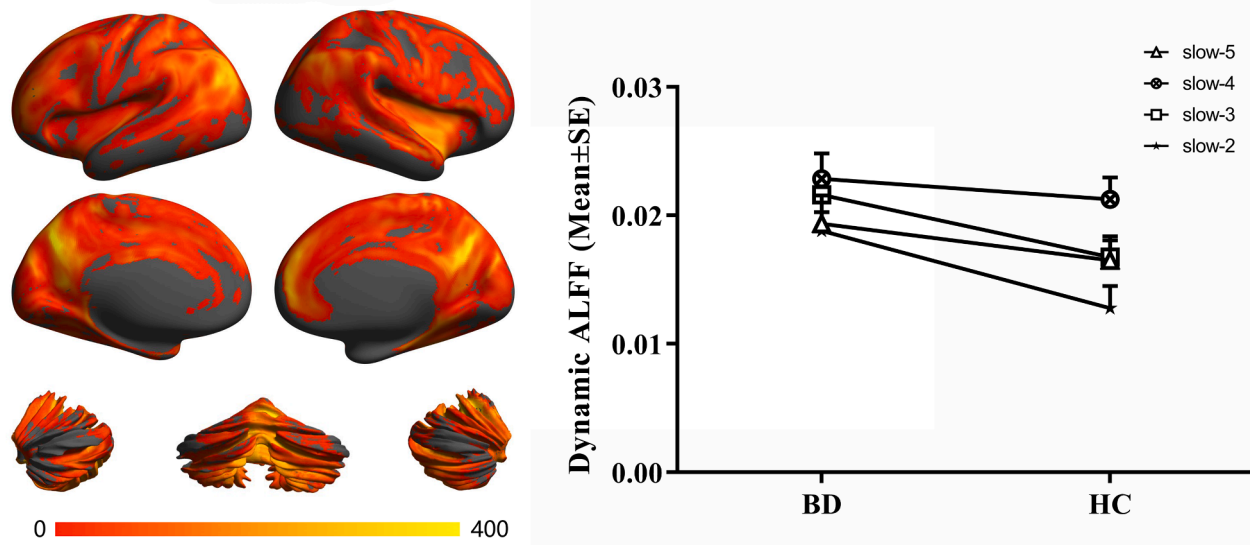 0
400
Dynamic ALFF (Mean±SE)
0.03
0.02
0.01
0.00
BD
HC
slow-5
slow-4
slow-3
slow-2